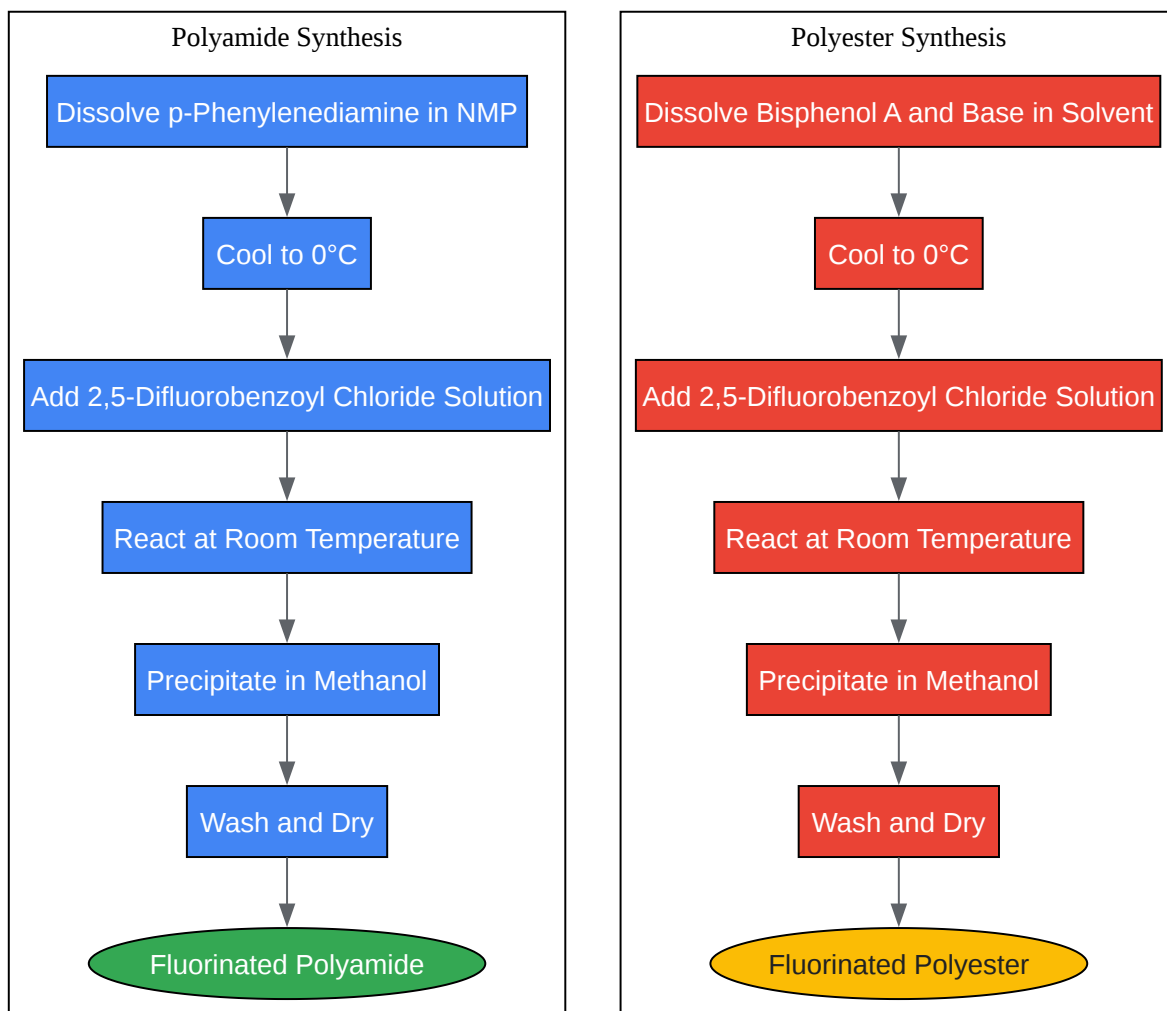 Polyamide Synthesis
Dissolve p-Phenylenediamine in NMP
Cool to 0°C
Add 2,5-Difluorobenzoyl Chloride Solution
React at Room Temperature
Precipitate in Methanol
Wash and Dry
Fluorinated Polyamide
Polyester Synthesis
Dissolve Bisphenol A and Base in Solvent
Cool to 0°C
Add 2,5-Difluorobenzoyl Chloride Solution
React at Room Temperature
Precipitate in Methanol
Wash and Dry
Fluorinated Polyester